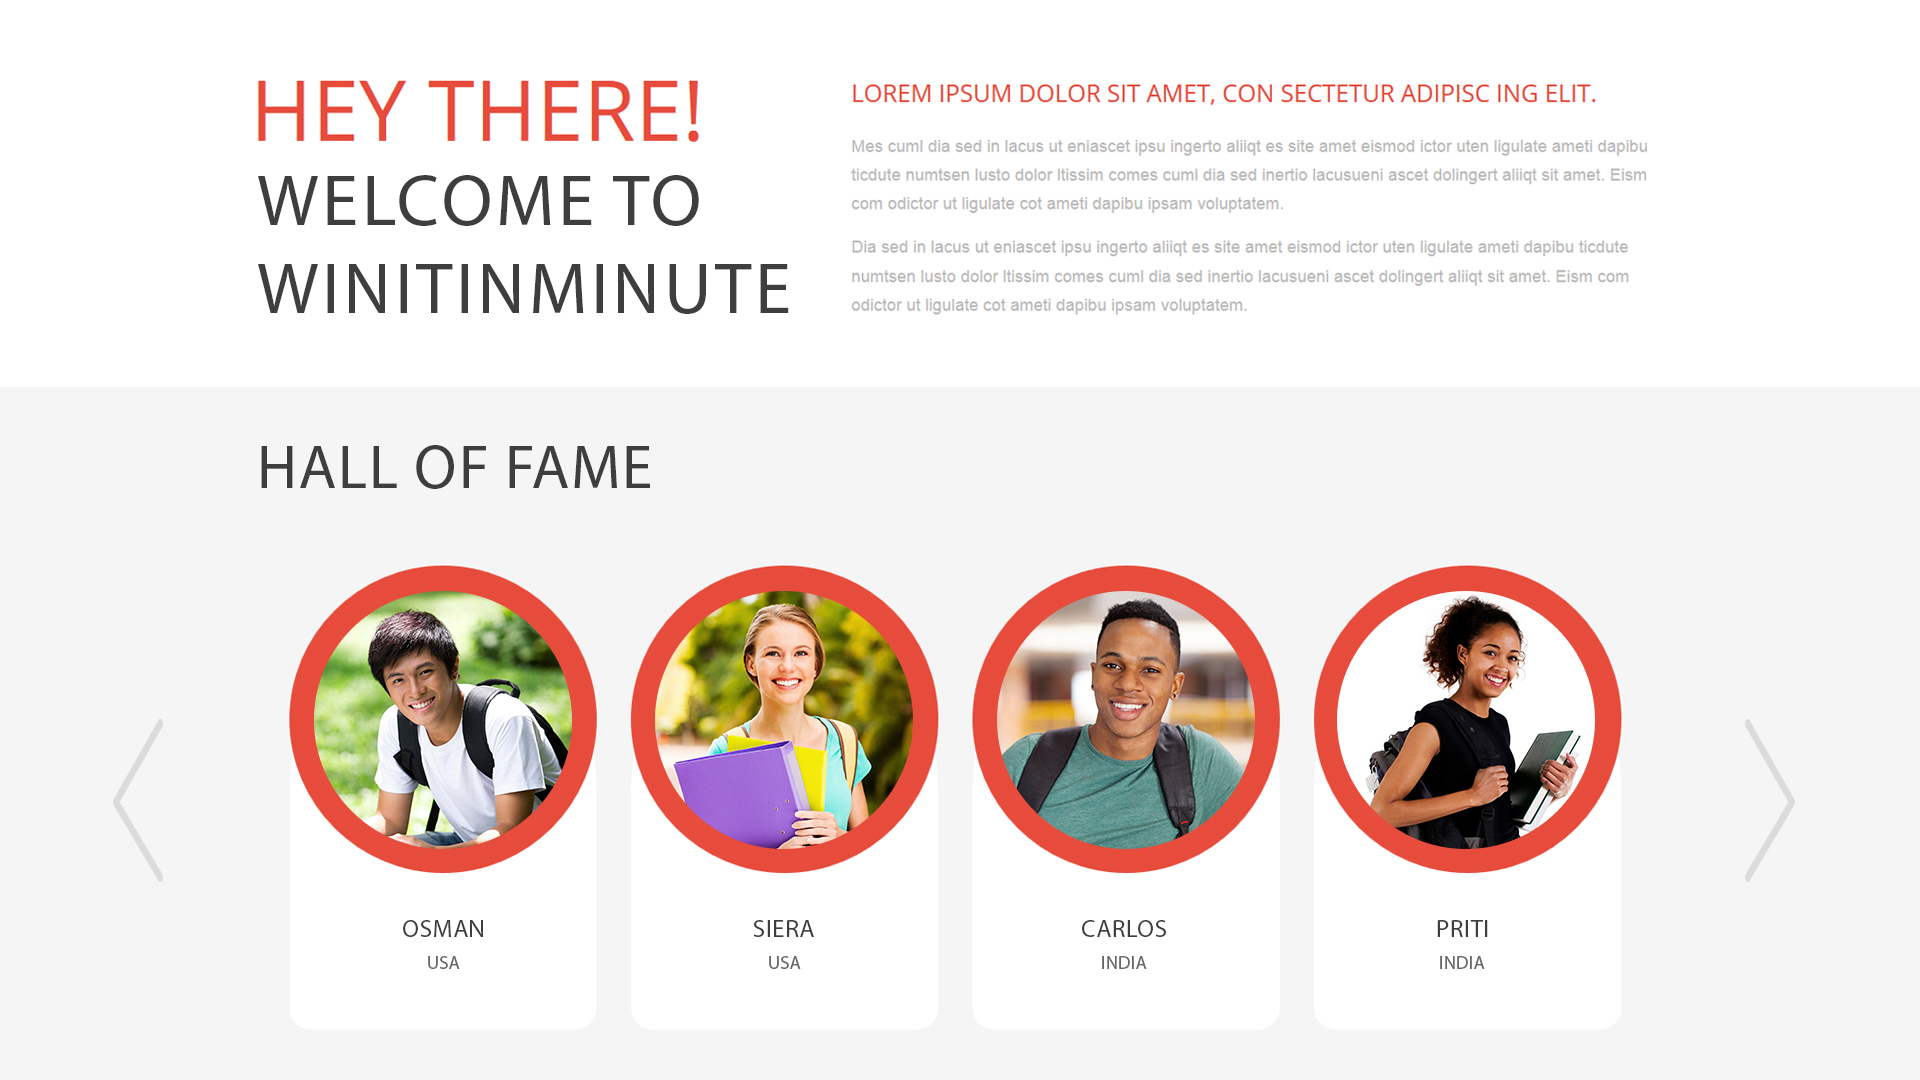 HEY THERE!
WELCOME TO
WINITINMINUTE
LOREM IPSUM DOLOR SIT AMET, CON SECTETUR ADIPISC ING ELIT.
Mes cuml dia sed in lacus ut eniascet ipsu ingerto aliiqt es site amet eismod ictor uten ligulate ameti dapibu
ticdute numtsen lusto dolor ltissim comes cuml dia sed inertio lacusueni ascet dolingert aliiqt sit amet. Eism
com odictor ut ligulate cot ameti dapibu ipsam voluptatem.
Dia sed in lacus ut eniascet ipsu ingerto aliiqt es site amet eismod ictor uten ligulate ameti dapibu ticdute
numtsen lusto dolor ltissim comes cuml dia sed inertio lacusueni ascet dolingert aliiqt sit amet. Eism com
odictor ut ligulate cot ameti dapibu ipsam voluptatem.
HALL OF FAME
OSMAN
USA
SIERA
USA
CARLOS
INDIA
PRITI
INDIA